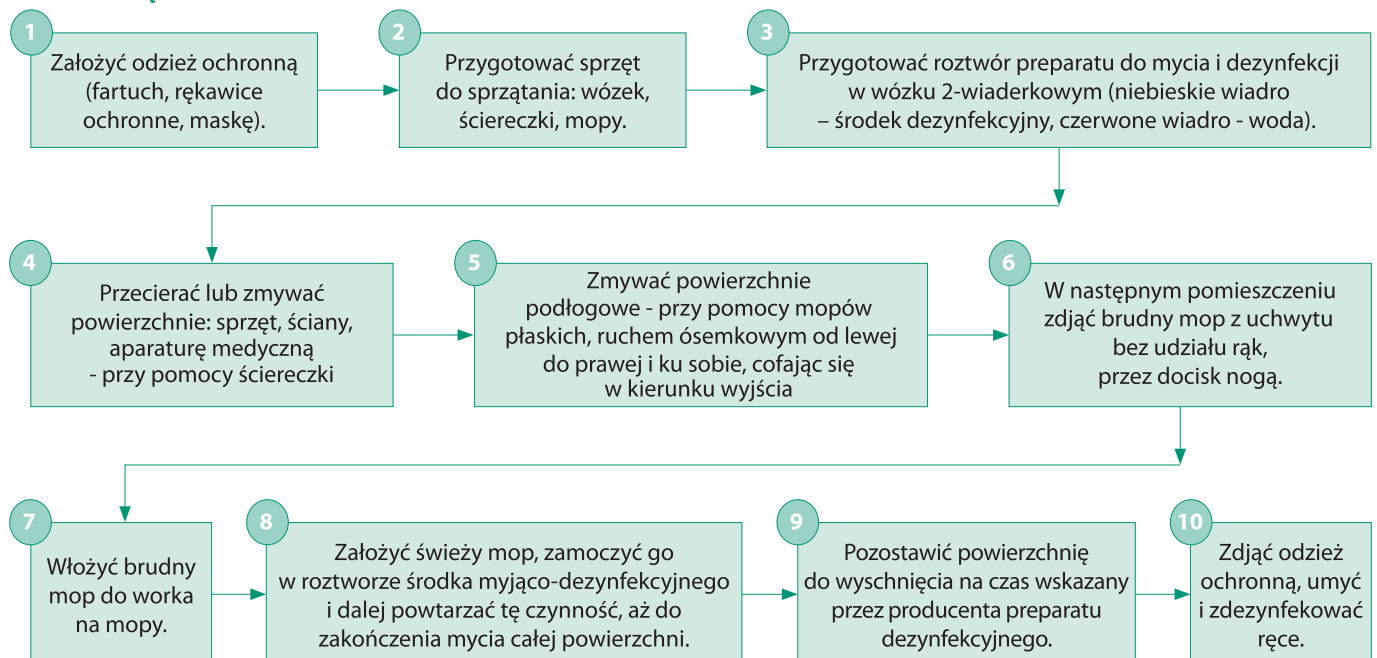 1
Założyć odzież ochronną
(fartuch, rękawice
ochronne, maskę).
2
Przygotować sprzęt
do sprzątania: wózek,
ściereczki, mopy.
3
Przygotować roztwór preparatu do mycia i dezynfekcji
w wózku 2-wiaderkowym (niebieskie wiadro
– środek dezynfekcyjny, czerwone wiadro - woda).
4
Przecierać lub zmywać
powierzchnie: sprzęt, ściany,
aparaturę medyczną
- przy pomocy ściereczki
5
Zmywać powierzchnie
podłogowe - przy pomocy mopów
płaskich, ruchem ósemkowym od lewej
do prawej i ku sobie, cofając się
w kierunku wyjścia
6
W następnym pomieszczeniu
zdjąć brudny mop z uchwytu
bez udziału rąk,
przez docisk nogą.
7
Włożyć brudny
mop do worka
na mopy.
8
Założyć świeży mop, zamoczyć go
w roztworze środka myjąco-dezynfekcyjnego
i dalej powtarzać tę czynność, aż do
zakończenia mycia całej powierzchni.
9
Pozostawić powierzchnię
do wyschnięcia na czas wskazany
przez producenta preparatu
dezynfekcyjnego.
10
Zdjąć odzież
ochronną, umyć
i zdezynfekować
ręce.